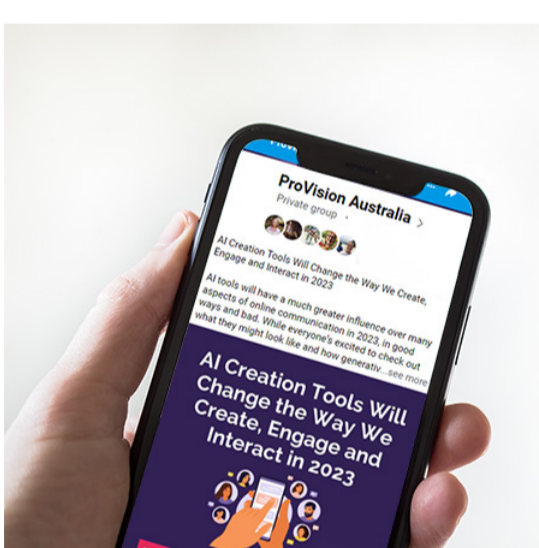 ProVision Australia >
Private group ·
AI Creation Tools Will Change the Way We Create,
Engage and Interact in 2023
AI tools will have a much greater influence over many
aspects of online communication in 2023, in good
ways and bad. While everyone's excited to check out
what they might look like and how generativ...see more
AI Creation Tools Will
Change the Way We
Create, Engage and
Interact in 2023